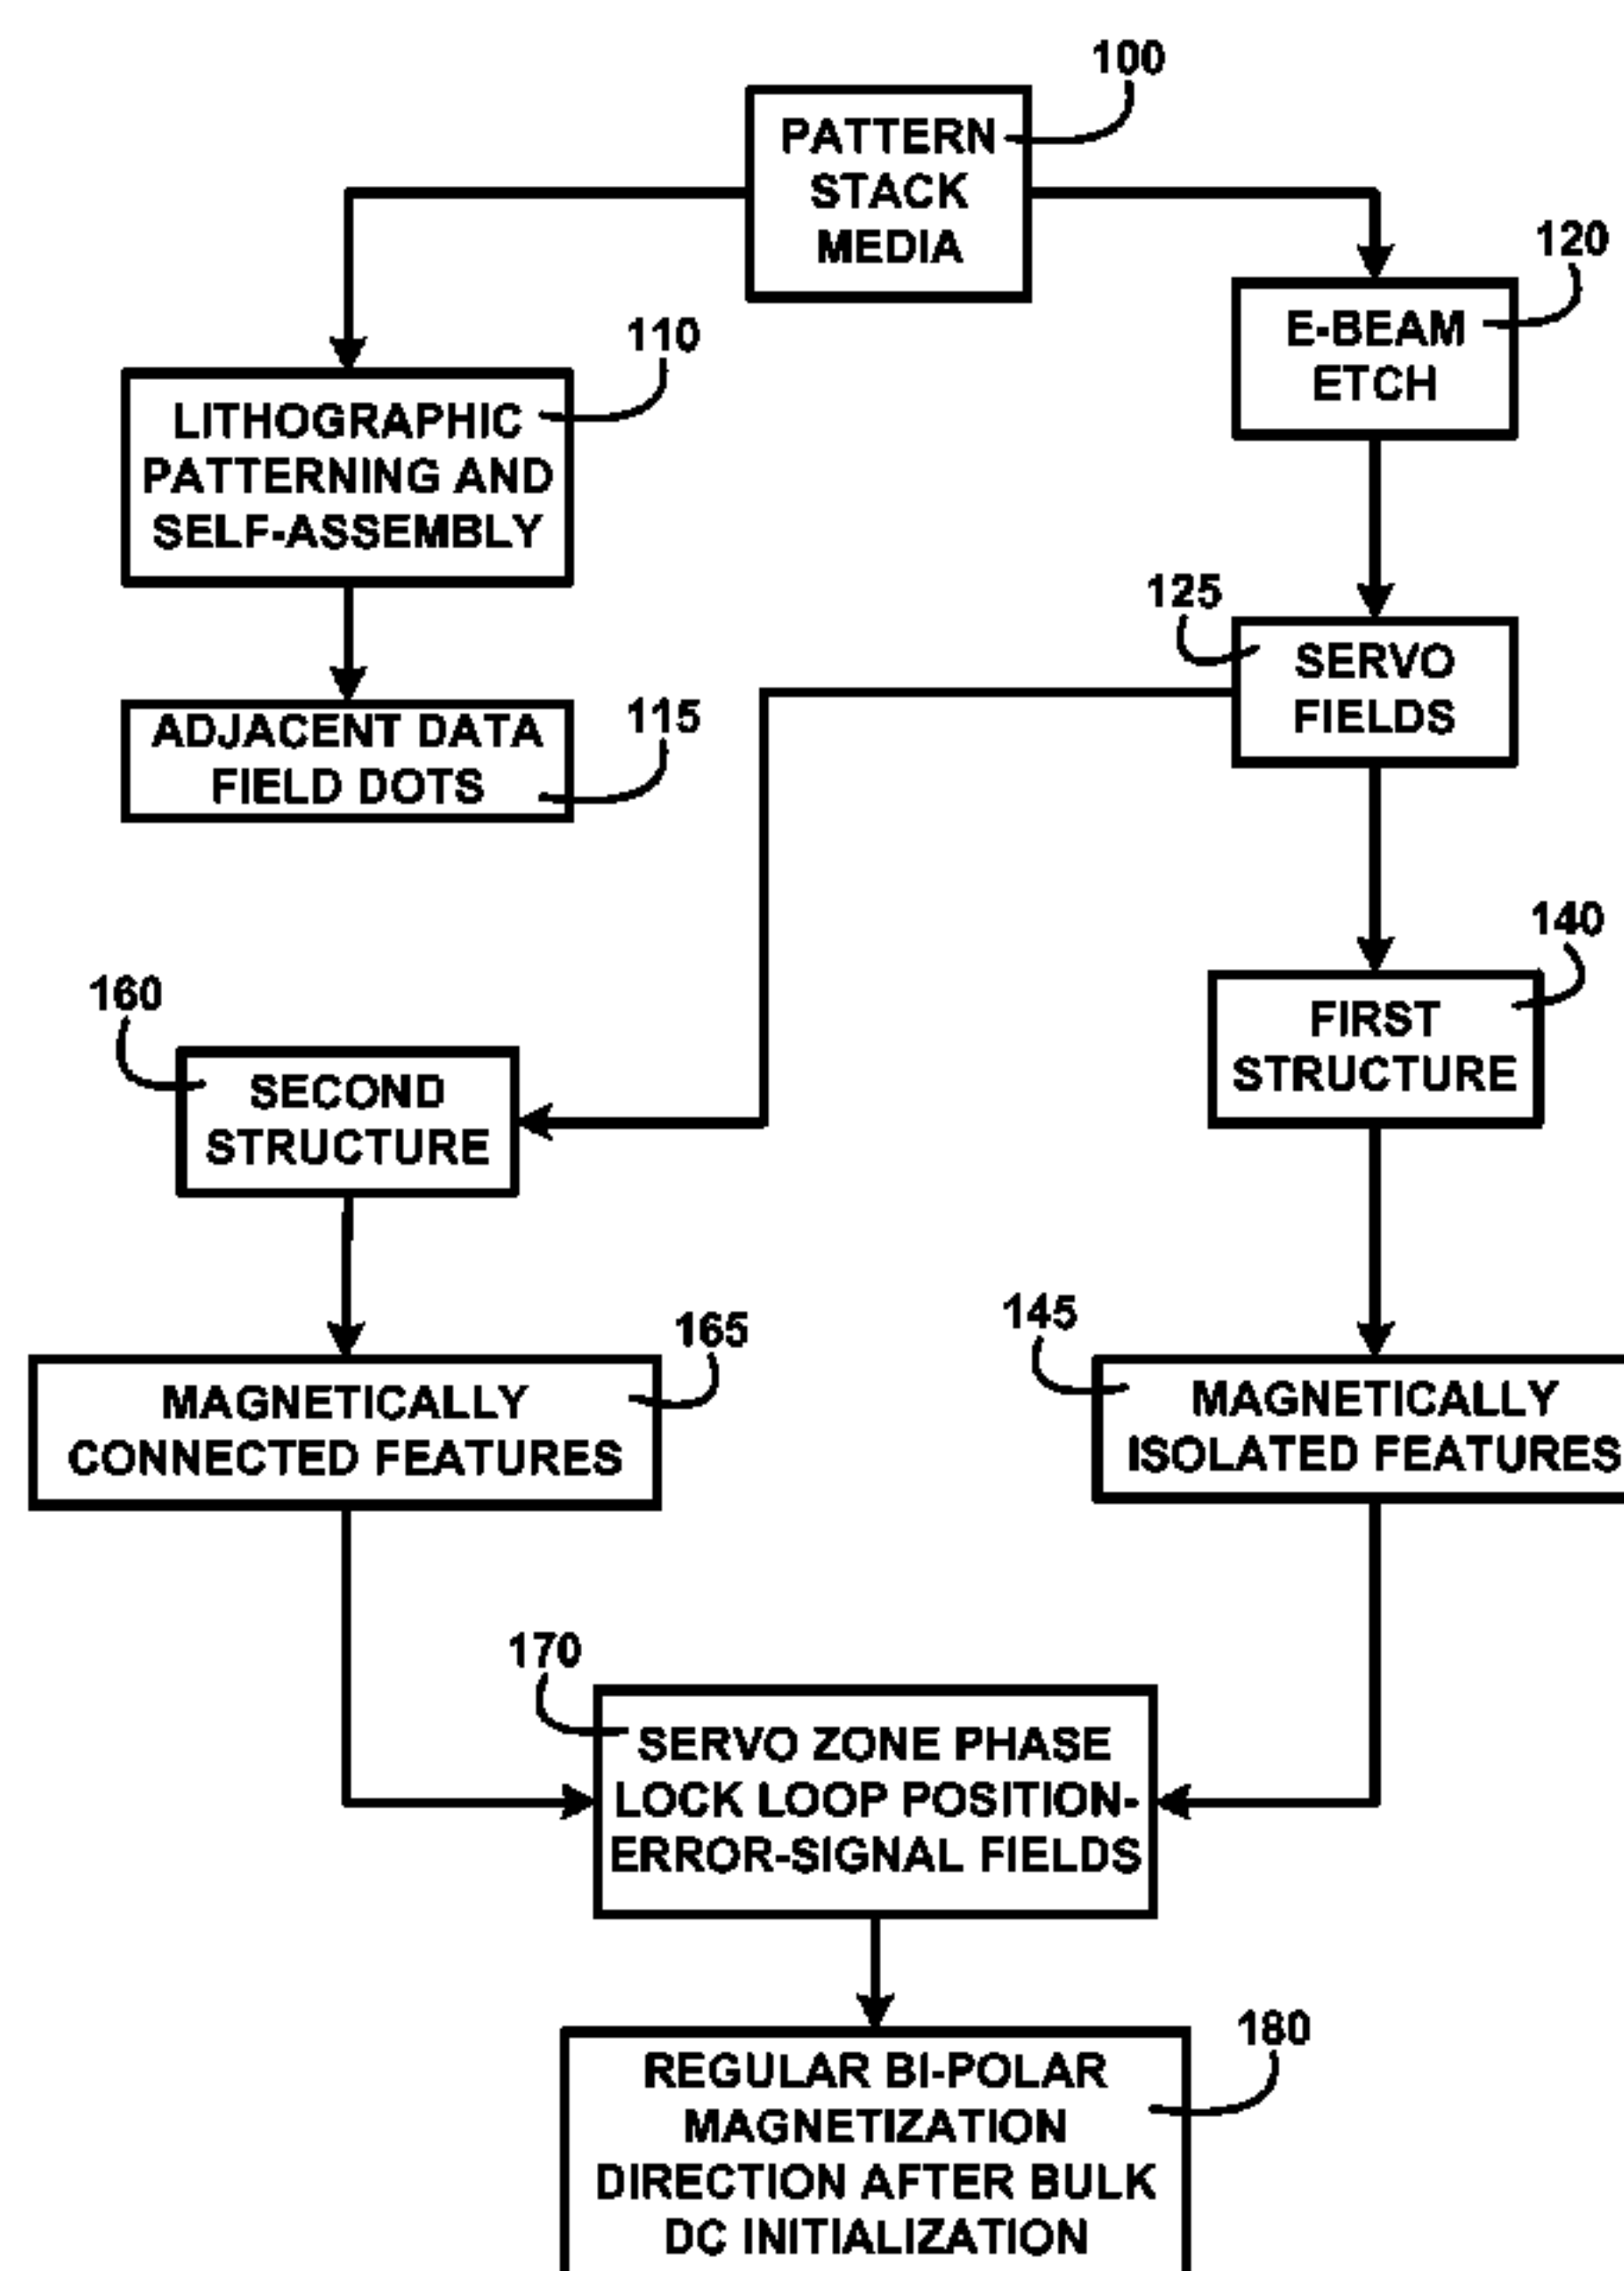 100
PATTERN
STACK
MEDIA
120
E-BEAM
ETCH
110
LITHOGRAPHIC
PATTERNING AND
SELF-ASSEMBLY
125
SERVO
FIELDS
115
ADJACENT DATA
FIELD DOTS
140
FIRST
STRUCTURE
160
SECOND
STRUCTURE
165
MAGNETICALLY
CONNECTED FEATURES
145
MAGNETICALLY
ISOLATED FEATURES
170
SERVO ZONE PHASE
LOCK LOOP POSITION-
ERROR-SIGNAL FIELDS
180
REGULAR BI-POLAR
MAGNETIZATION
DIRECTION AFTER BULK
DC INITIALIZATION